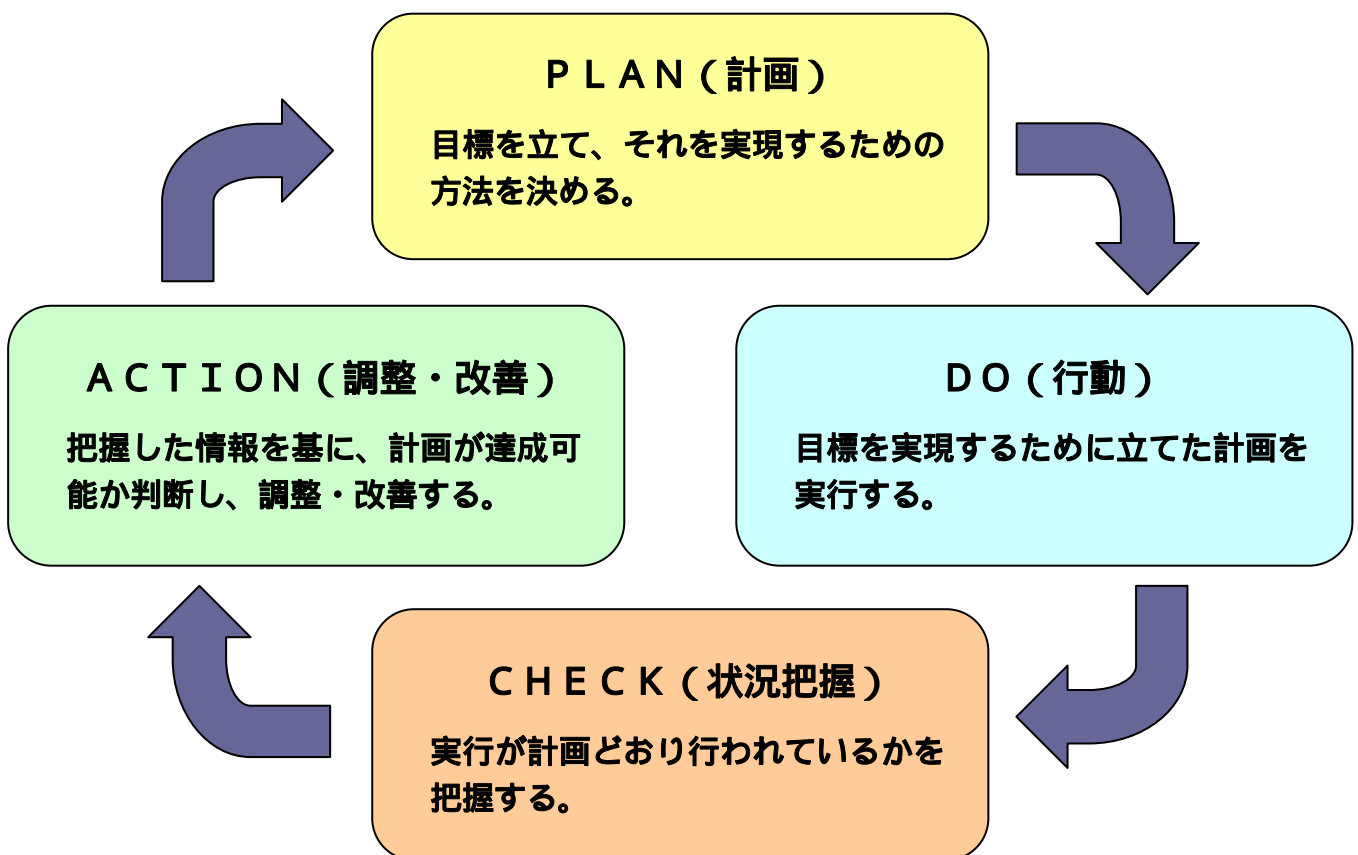 ＰＬＡＮ（計画）
目標を立て、それを実現するための
方法を決める。
ＡＣＴＩＯＮ（調整・改善）
把握した情報を基に、計画が達成可
能か判断し、調整・改善する。
ＤＯ（行動）
目標を実現するために立てた計画を
実行する。
ＣＨＥＣＫ（状況把握）
実行が計画どおり行われているかを
把握する。